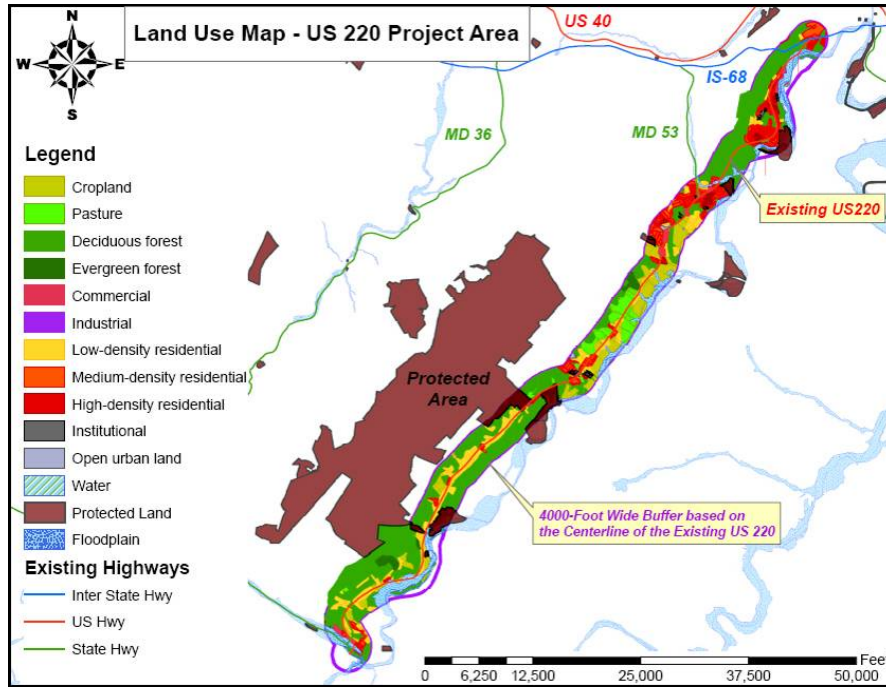 Land Use Map - US 220 Project Area
N
W
E
S
US 40
IS-68
MD 36
MD 53
Legend
Cropland
Pasture
Deciduous forest
Evergreen forest
Commercial
Industrial
Low-density residential
Medium-density residential
High-density residential
Institutional
Open urban land
Water
Protected Land
Floodplain
Existing Highways
Inter State Hwy
US Hwy
State Hwy
Existing US220
Protected
Area
4000-Foot Wide Buffer based on
the Centerline of the Existing US 220
Feet
0 6,250 12,500 25,000 37,500 50,000